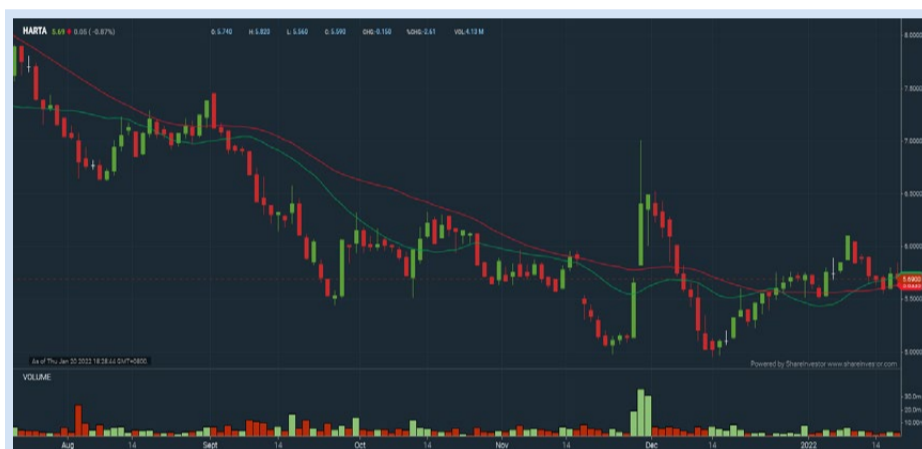 HARTA 5.69 0.05 ( -0.87%) O: 5.740 H: 5.820 L: 5.560 C: 5.590 CHG:-0.150 %CHG:-2.61 VOL:4.13 M
8.0000
7.5000
7.0000
6.5000
6.0000
5.6900
5.5000
5.0000
As of Thu Jan 20 2022 18:28:44 GMT+0800
Powered by ShareInvestor www.shareinvestor.com
VOLUME
30.0m
20.0m
10.00m
Aug 14 Sept 14 Oct 14 Nov 14 Dec 14 2022 14